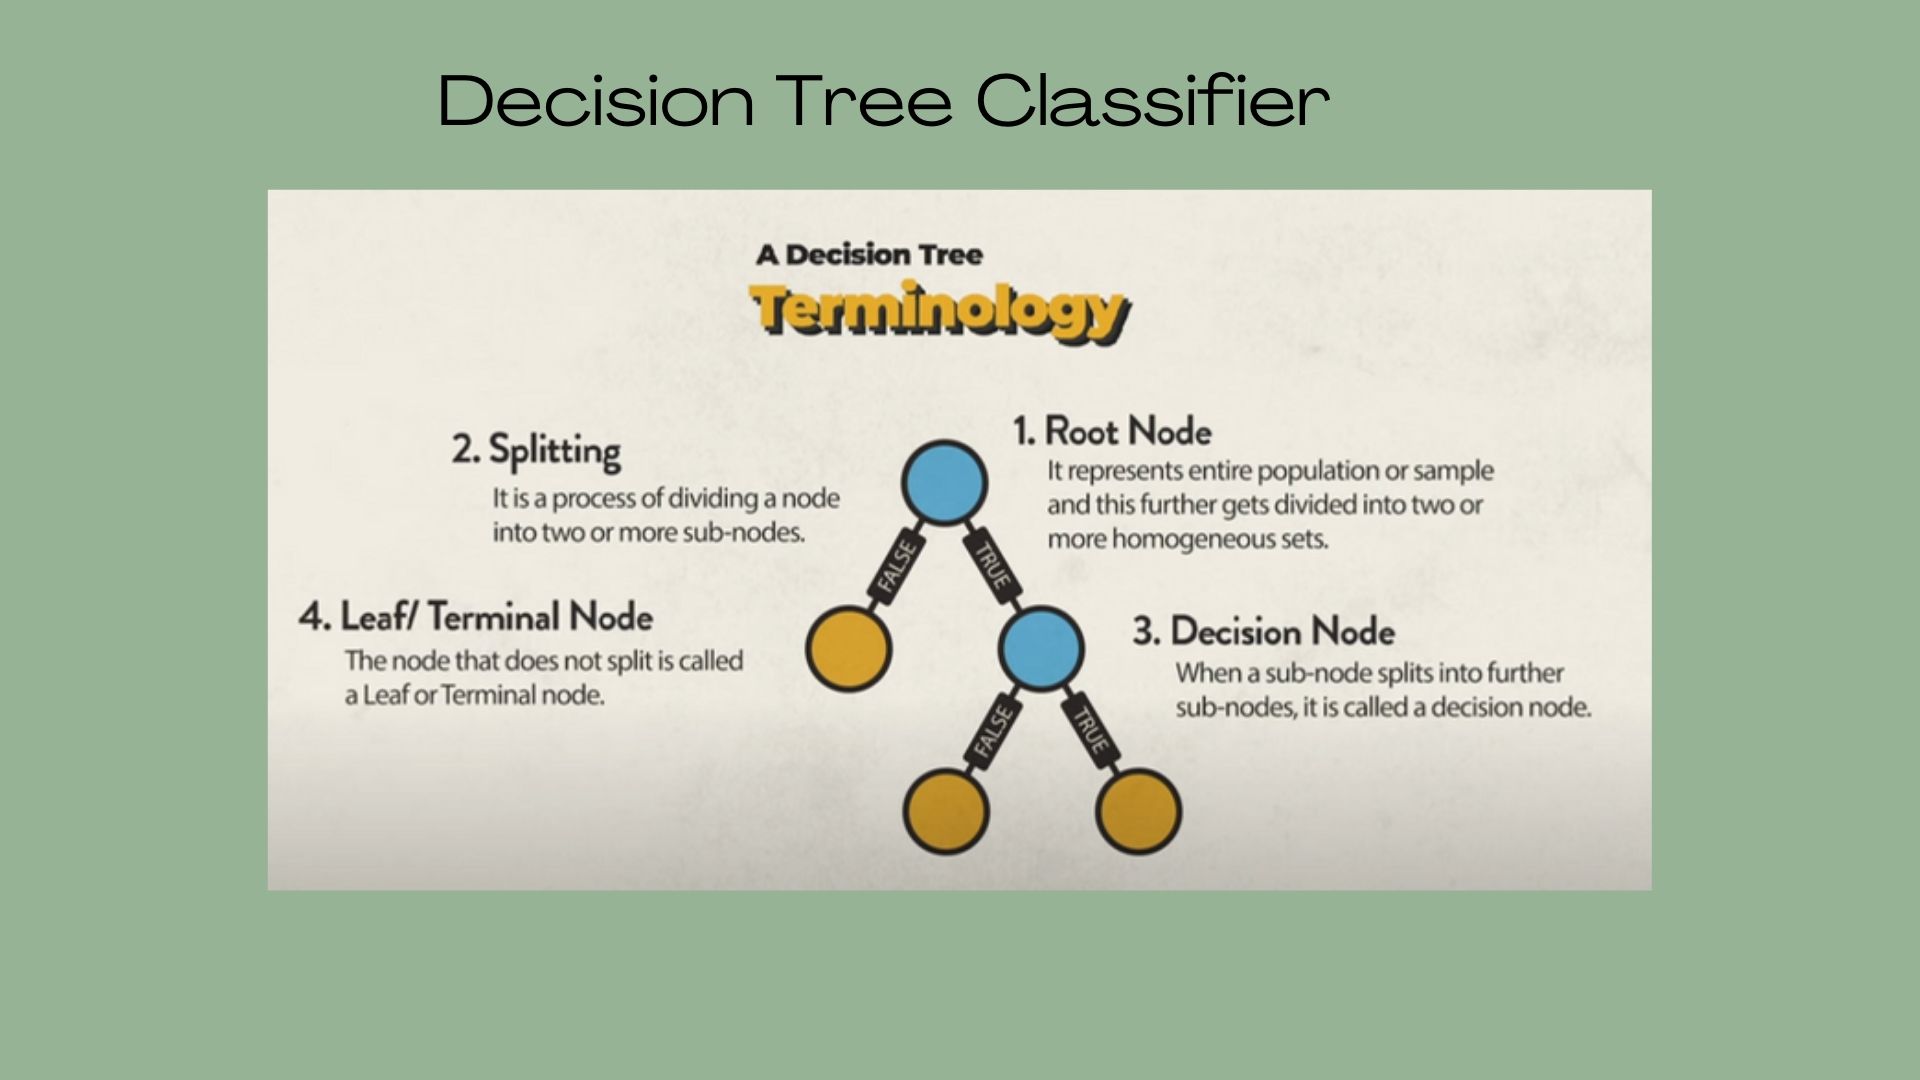 Decision Tree Classifier
A Decision Tree
Terminology
1. Root Node
It represents entire population or sample
and this further gets divided into two or
more homogeneous sets.
2. Splitting
It is a process of dividing a node
into two or more sub-nodes.
FALSE
TRUE
3. Decision Node
When a sub-node splits into further
sub-nodes, it is called a decision node.
4. Leaf/ Terminal Node
The node that does not split is called
a Leaf or Terminal node.
FALSE
TRUE